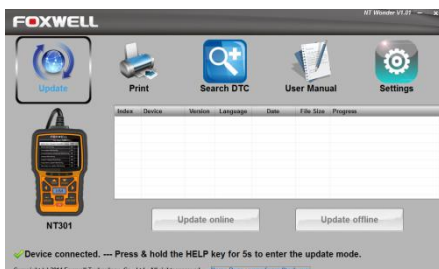 NT Wonder V1.01
FOXWELL
Update
Print
Search DTC
User Manual
Settings
Index Device Version Language Date File Size Progress
FOXWELL
NT301
Update online
Update offline
Device connected. --- Press & hold the HELP key for 5s to enter the update mode.